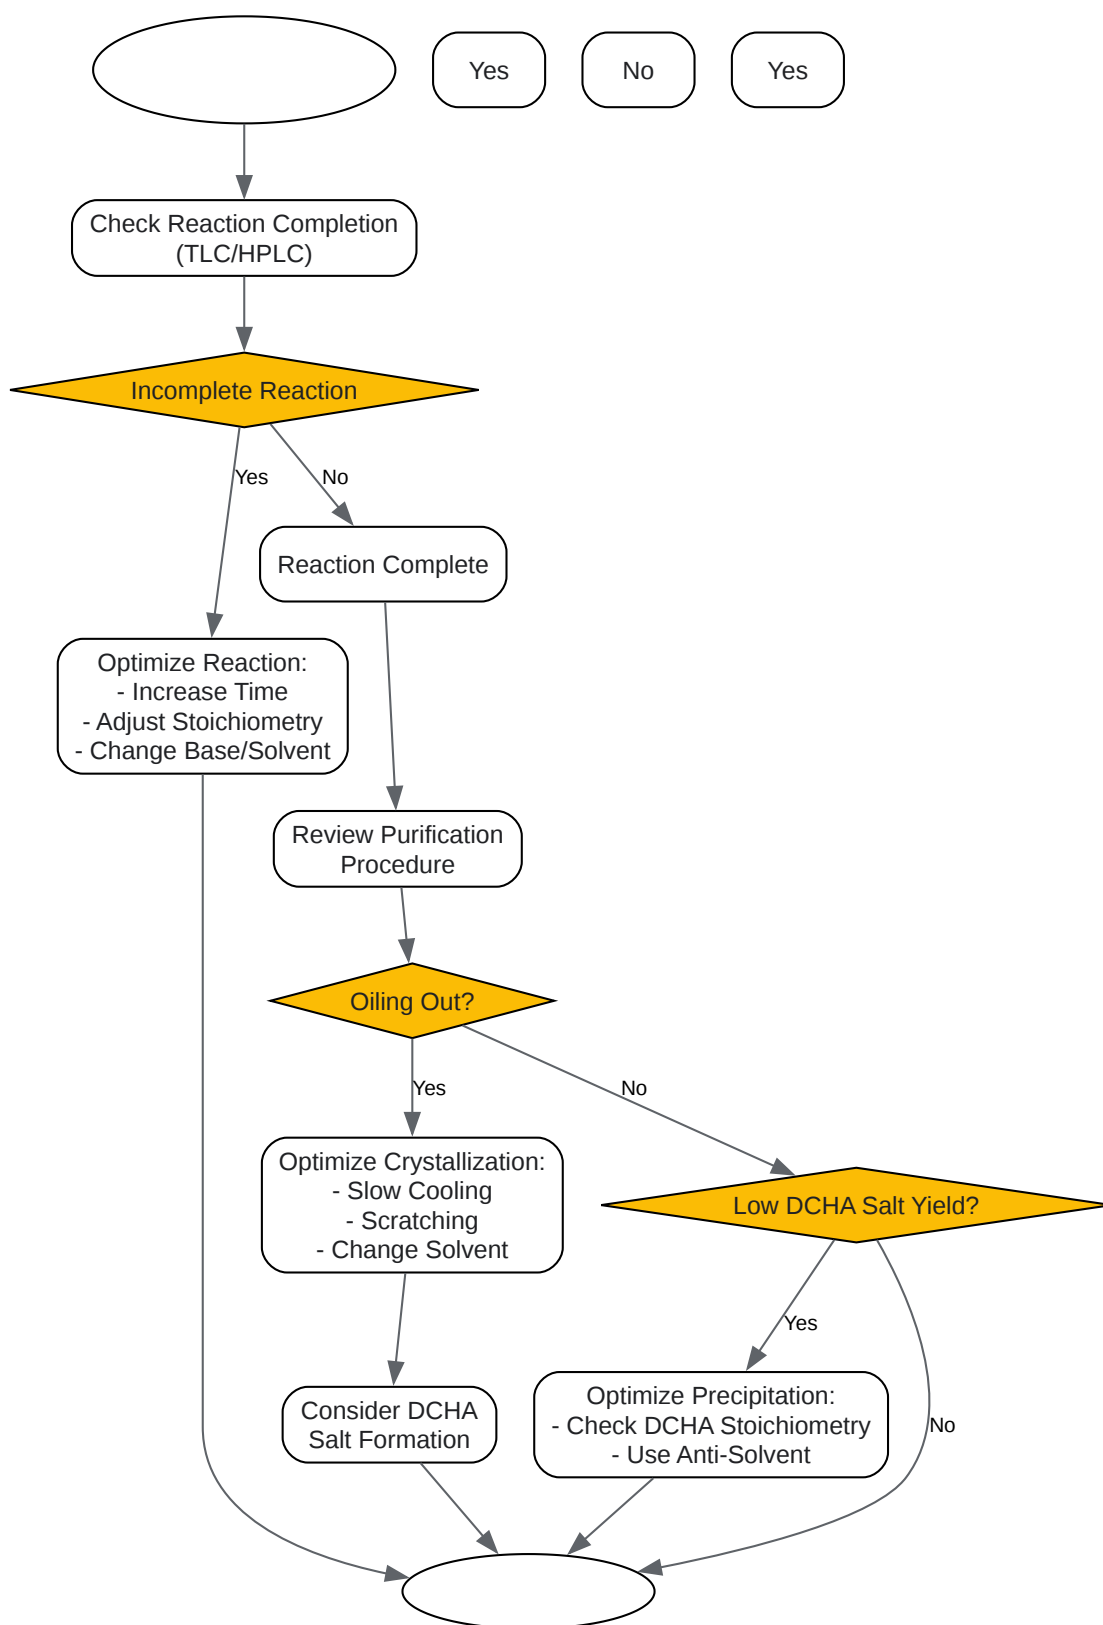 Yes
No
Yes
Check Reaction Completion
(TLC/HPLC)
Incomplete Reaction
Yes
No
Reaction Complete
Optimize Reaction:
- Increase Time
- Adjust Stoichiometry
- Change Base/Solvent
Review Purification
Procedure
Oiling Out?
Yes
No
Optimize Crystallization:
- Slow Cooling
- Scratching
- Change Solvent
Low DCHA Salt Yield?
Yes
No
Consider DCHA
Salt Formation
Optimize Precipitation:
- Check DCHA Stoichiometry
- Use Anti-Solvent